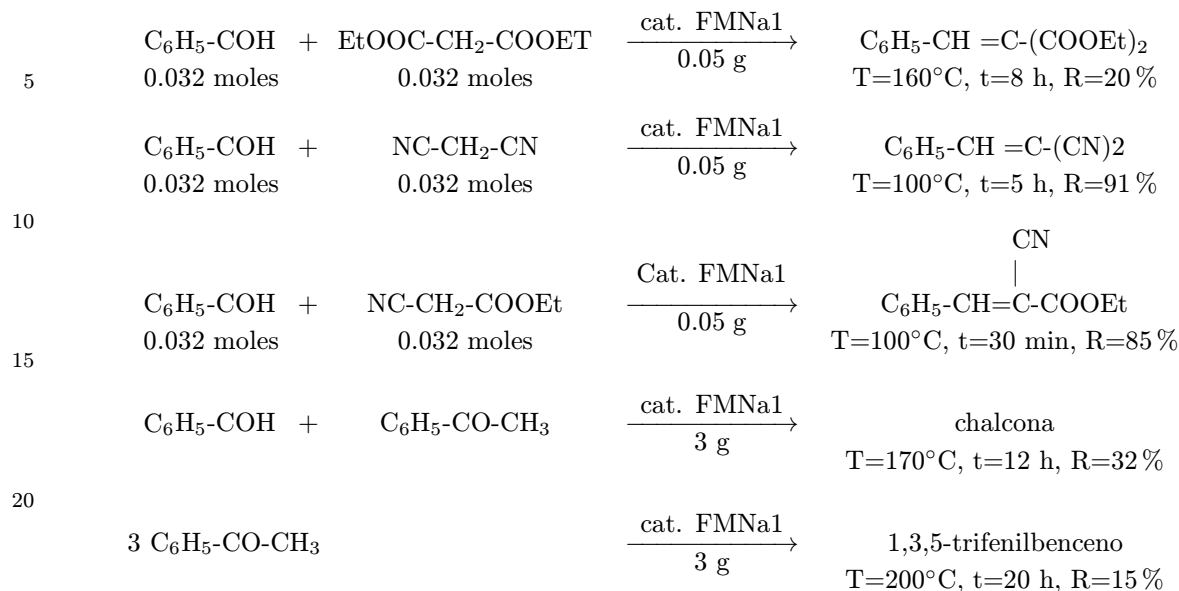 C₆H₅-COH + EtOOC-CH₂-COOET cat. FMNa1 C₆H₅-CH =C-(COOEt)₂
5 0.032 moles 0.032 moles 0.05 g T=160°C, t=8 h, R=20 %
C₆H₅-COH + NC-CH₂-CN cat. FMNa1 C₆H₅-CH =C-(CN)2
0.032 moles 0.032 moles 0.05 g T=100°C, t=5 h, R=91 %
10
CN
|
C₆H₅-COH + NC-CH₂-COOEt Cat. FMNa1 C₆H₅-CH=C-COOEt
0.032 moles 0.032 moles 0.05 g T=100°C, t=30 min, R=85 %
15
C₆H₅-COH + C₆H₅-CO-CH₃ cat. FMNa1 chalcona
3 g T=170°C, t=12 h, R=32 %
20
3 C₆H₅-CO-CH₃ cat. FMNa1 1,3,5-trifenilbenceno
3 g T=200°C, t=20 h, R=15 %